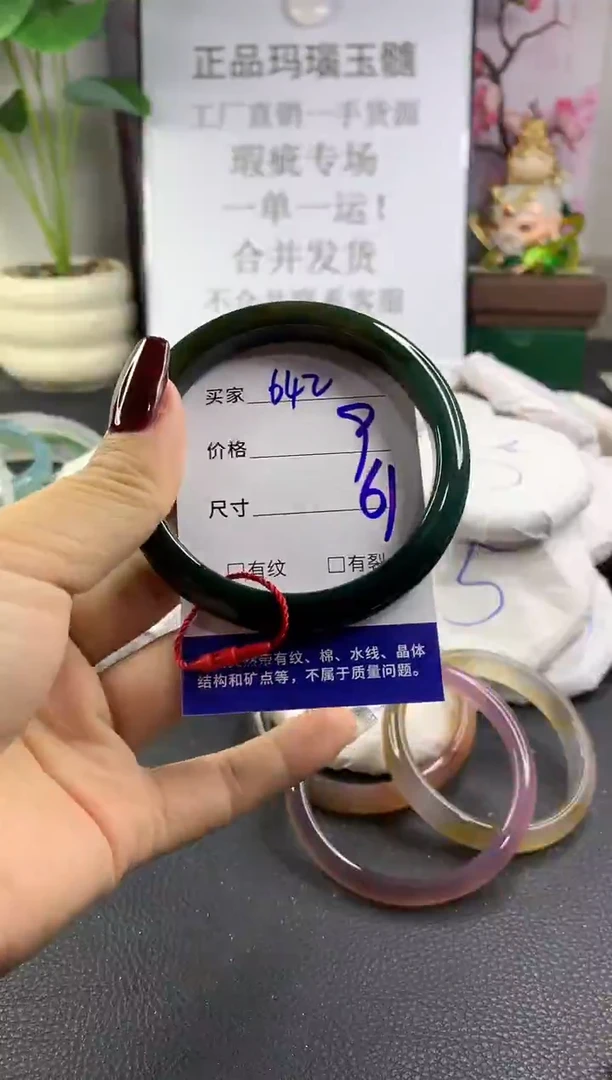 正品玛瑙玉髓
工厂直销一手货源
瑕疵专场
一单一运！
合并发货
买家 642
价格 9
尺寸 61
□有纹 □有裂
带有纹、棉、水线、晶体
结构和矿点等，不属于质量问题。
5